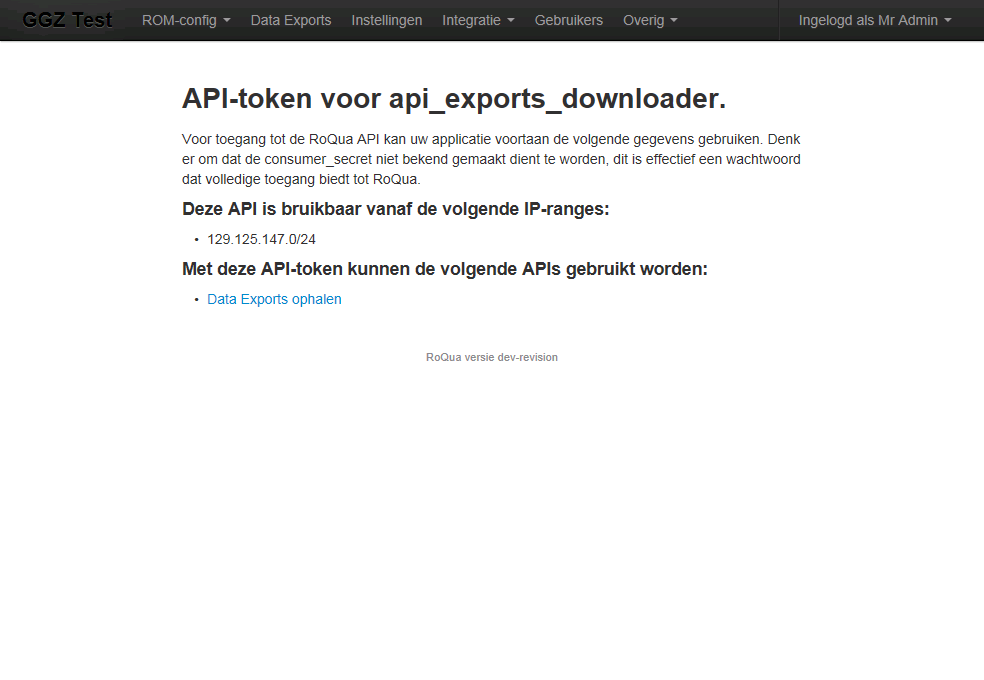 GGZ Test ROM-config Data Exports Instellingen Integratie Gebruikers Overig Ingelogd als Mr Admin
API-token voor api_exports_downloader.
Voor toegang tot de RoQua API kan uw applicatie voortaan de volgende gegevens gebruiken. Denk
er om dat de consumer_secret niet bekend gemaakt dient te worden, dit is effectief een wachtwoord
dat volledige toegang biedt tot RoQua.
Deze API is bruikbaar vanaf de volgende IP-ranges:
• 129.125.147.0/24
Met deze API-token kunnen de volgende APIs gebruikt worden:
• Data Exports ophalen
RoQua versie dev-revision